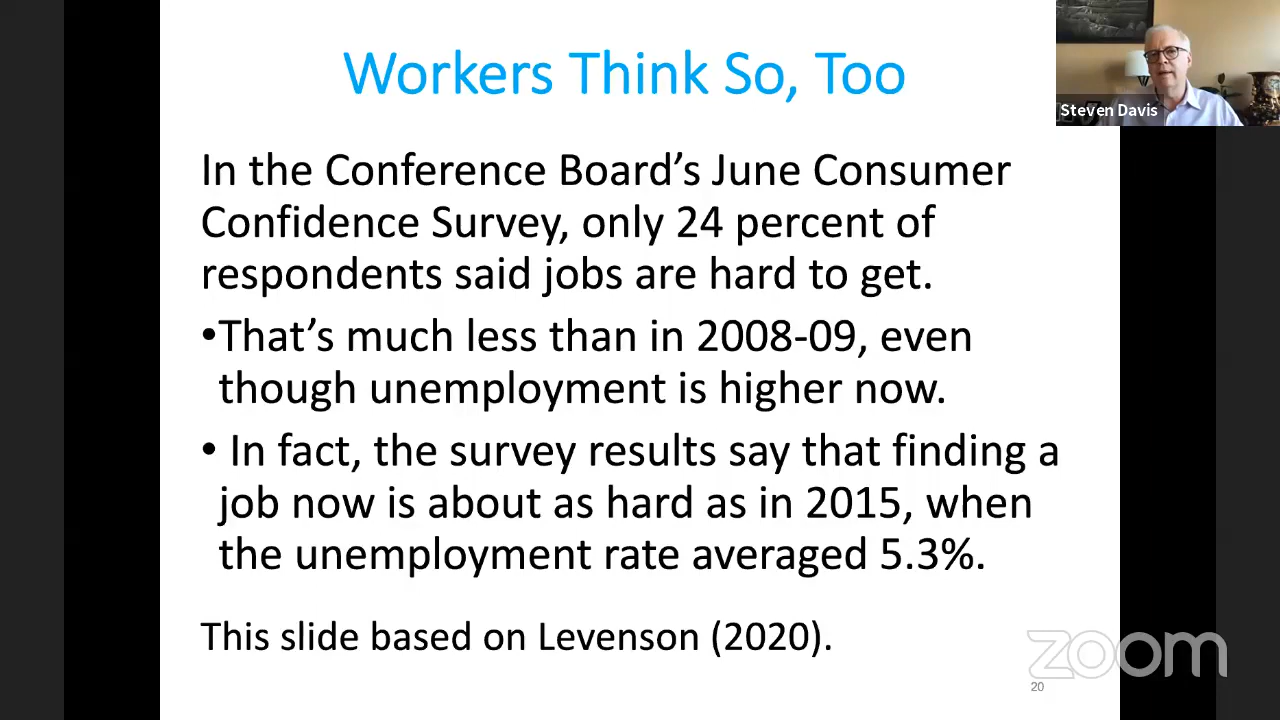 Workers Think So, Too
Steven Davis
In the Conference Board’s June Consumer
Confidence Survey, only 24 percent of
respondents said jobs are hard to get.
•That’s much less than in 2008-09, even
though unemployment is higher now.
• In fact, the survey results say that finding a
job now is about as hard as in 2015, when
the unemployment rate averaged 5.3%.
This slide based on Levenson (2020).
zoom
20